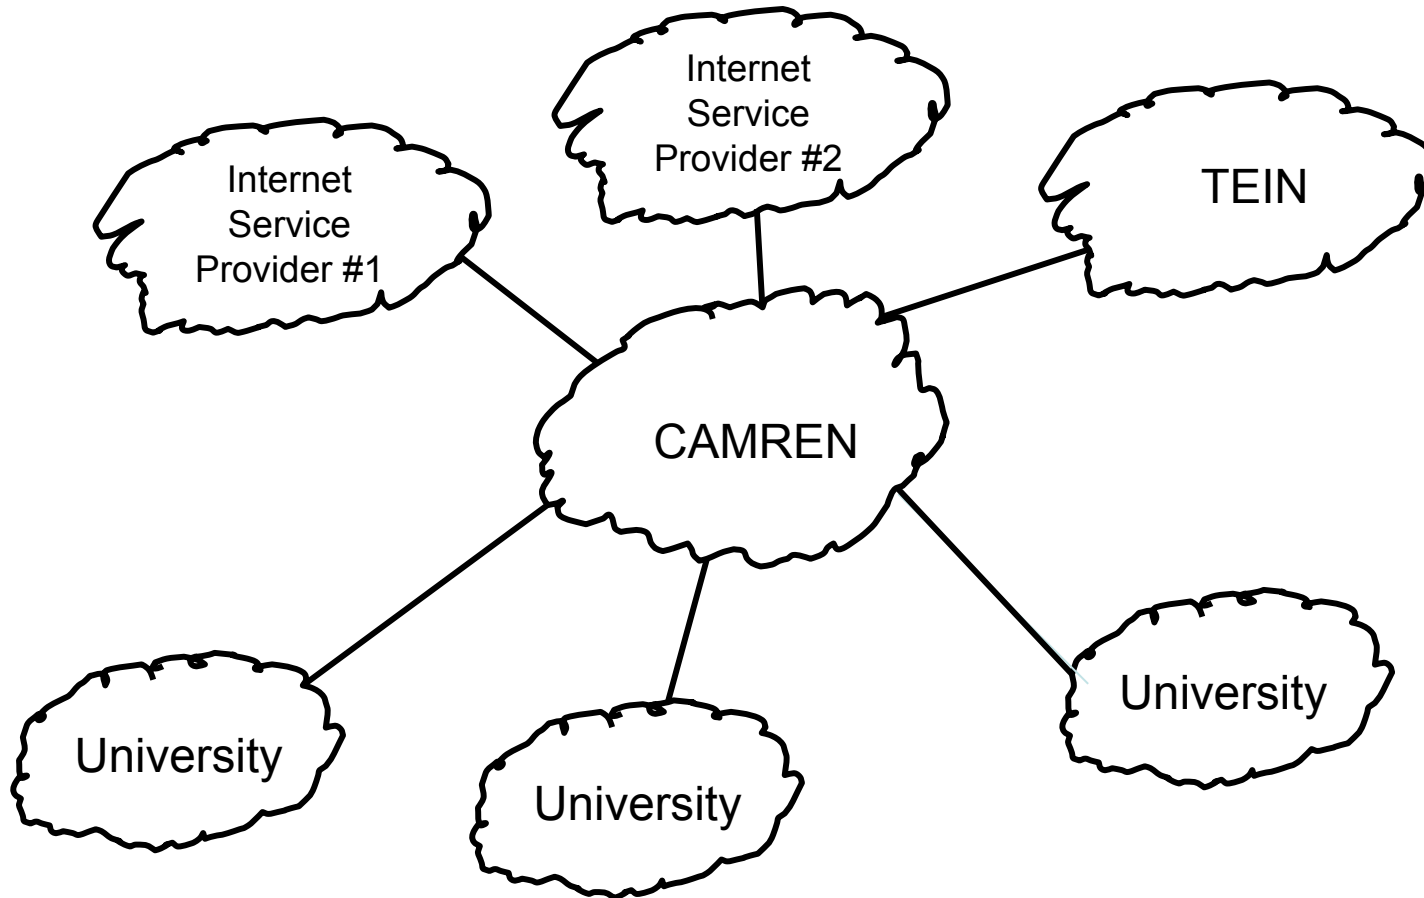 Internet
Service
Provider #1
Internet
Service
Provider #2
TEIN
CAMREN
University
University
University